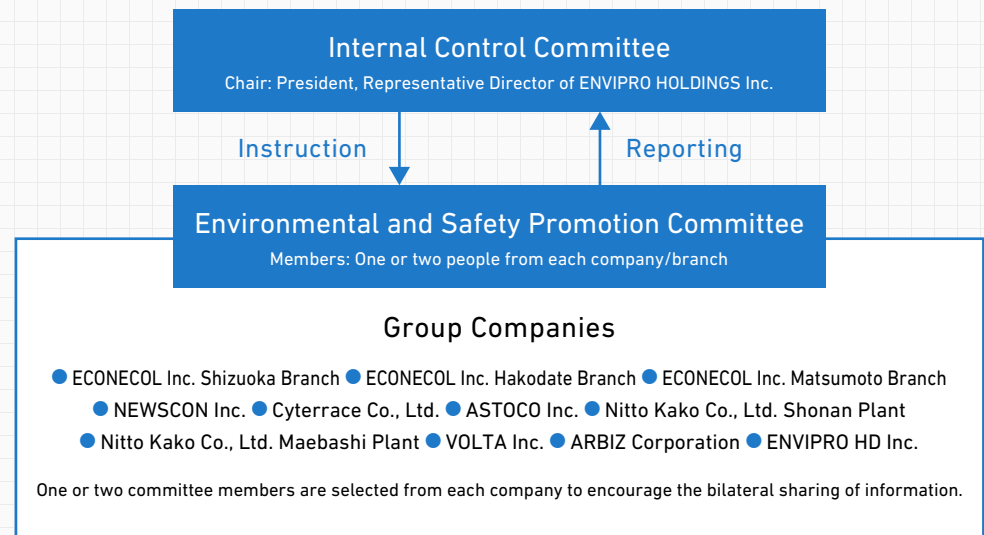 Internal Control Committee
Chair: President, Representative Director of ENVIPRO HOLDINGS Inc.
Instruction
Reporting
Environmental and Safety Promotion Committee
Members: One or two people from each company/branch
Group Companies
● ECONECOL Inc. Shizuoka Branch ● ECONECOL Inc. Hakodate Branch ● ECONECOL Inc. Matsumoto Branch
● NEWSCON Inc. ● Cyterrace Co., Ltd. ● ASTOCO Inc. ● Nitto Kako Co., Ltd. Shonan Plant
● Nitto Kako Co., Ltd. Maebashi Plant ● VOLTA Inc. ● ARBIZ Corporation ● ENVIPRO HD Inc.
One or two committee members are selected from each company to encourage the bilateral sharing of information.